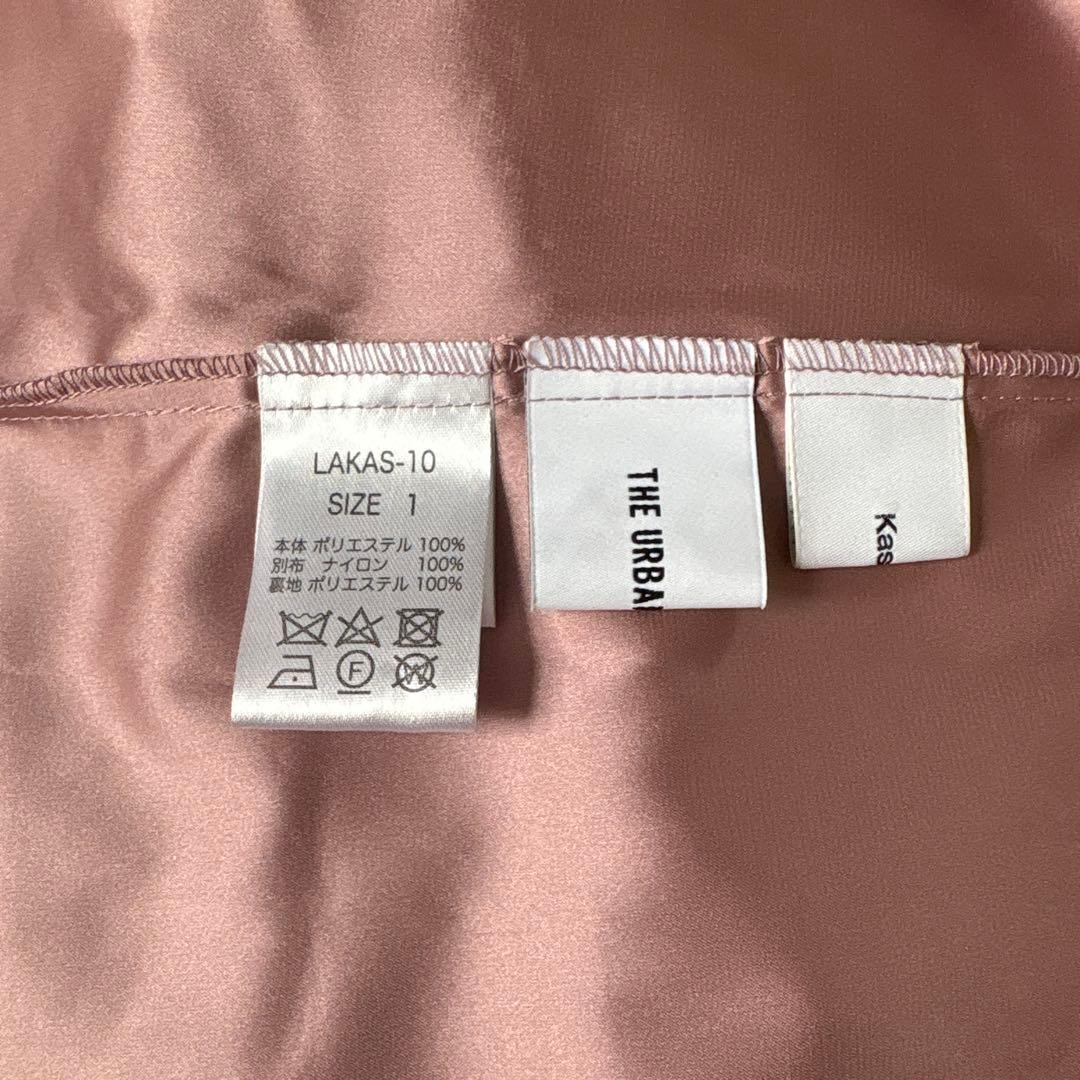 LAKAS-10
SIZE 1
本体 ポリエステル 100%
別布 ナイロン 100%
裏地 ポリエステル 100%
F
W
THE URBA
Kas